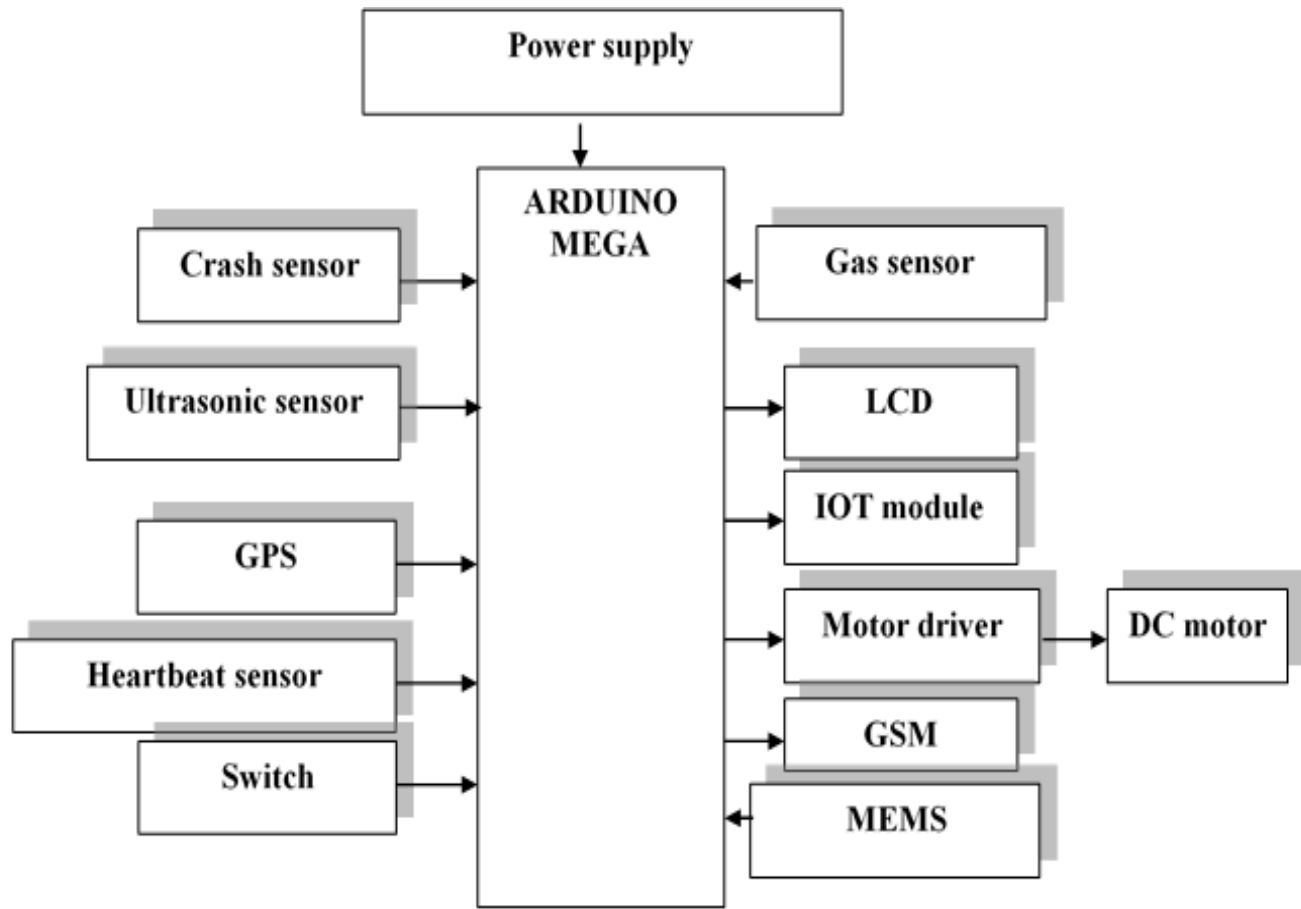 Power supply
ARDUINO
MEGA
Crash sensor
Gas sensor
Ultrasonic sensor
LCD
IOT module
GPS
Motor driver
DC motor
Heartbeat sensor
GSM
Switch
MEMS